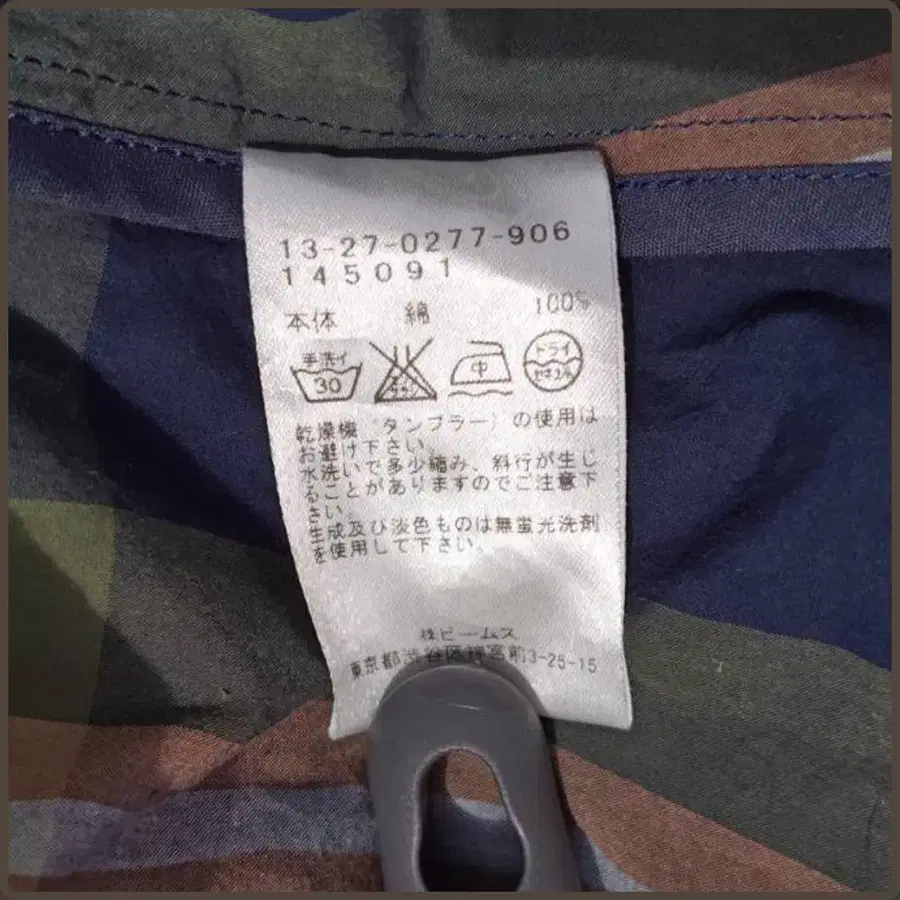 13-27-0277-906
145091
本体 綿 100%
手洗イ
30
中
ドライ
セキユ系
乾燥機（タンブラー）の使用は
お避け下さい。
水洗いで多少縮み、斜行が生じ
ることがありますのでご注意下
さい。
生成及び淡色ものは無蛍光洗剤
を使用して下さい。
株ビームス
東京都渋谷区神宮前3-25-15